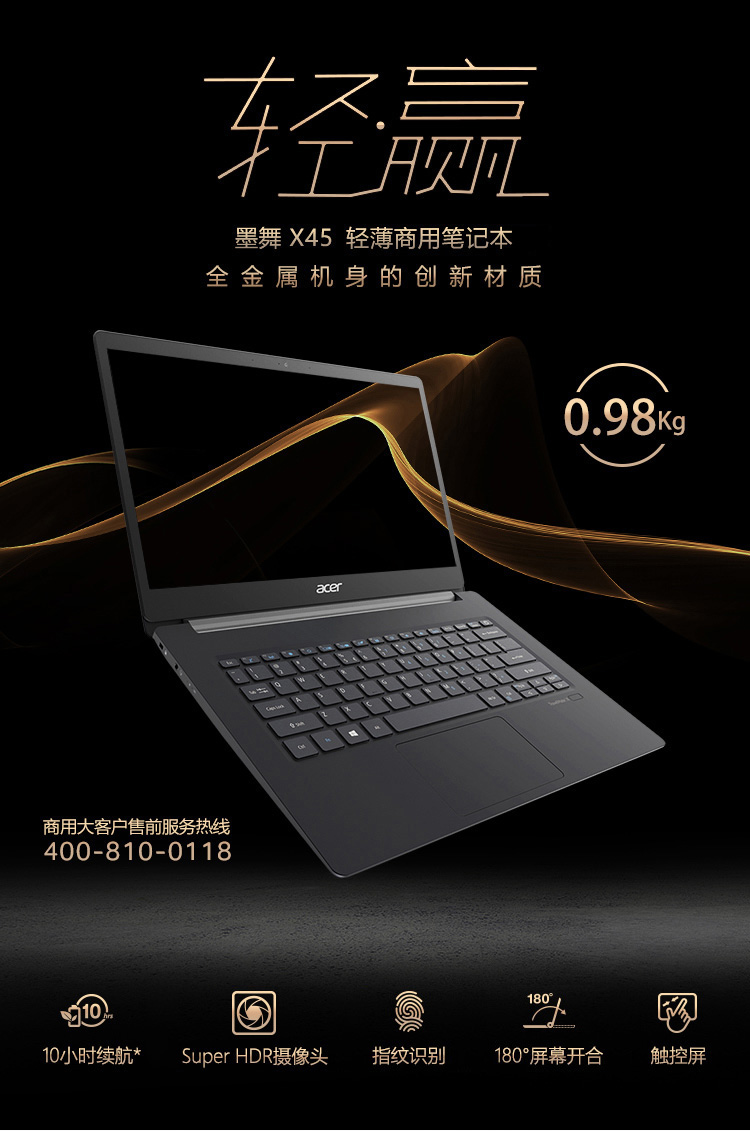 轻·赢
墨舞 X45 轻薄商用笔记本
全金属机身的创新材质
0.98Kg
acer
商用大客户售前服务热线
400-810-0118
10hrs
180°
10小时续航*
Super HDR摄像头
指纹识别
180°屏幕开合
触控屏